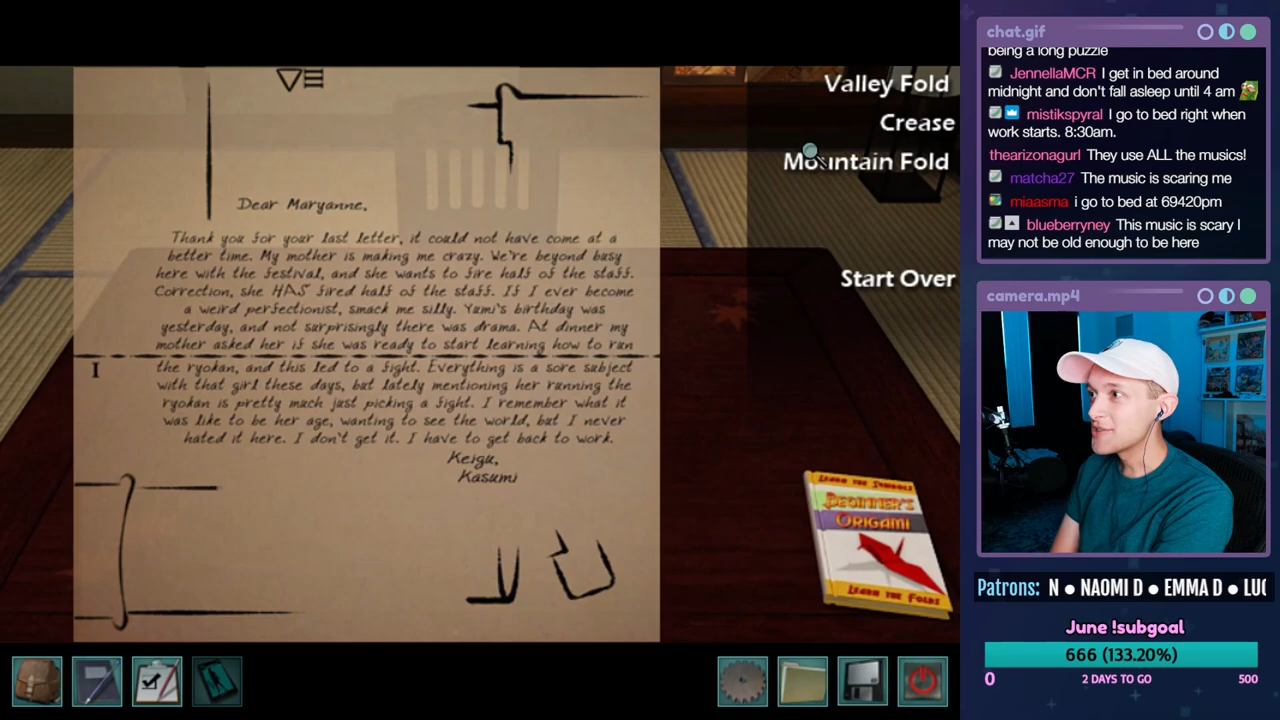 Valley Fold
Crease
Mountain Fold
Start Over
Dear Maryanne,
Thank you for your last letter, it could not have come at a
better time. My mother is making me crazy. We're beyond busy
here with the festival, and she wants to fire half of the staff.
Correction, she HAS fired half of the staff. If I ever become
a weird perfectionist, smack me silly. Yumi's birthday was
yesterday, and not surprisingly there was drama. At dinner my
mother asked her if she was ready to start learning how to run
I
the ryokan, and this led to a fight. Everything is a sore subject
with that girl these days, but lately mentioning her running the
ryokan is pretty much just picking a fight. I remember what it
was like to be her age, wanting to see the world, but I never
hated it here. I don't get it. I have to get back to work.
Keigu,
Kasumi
LEARN THE SYMBOLS
BEGINNER'S
ORIGAMI
LEARN THE FOLDS
chat.gif
being a long puzzle
JennellaMCR I get in bed around
midnight and don't fall asleep until 4 am
mistikspyral I go to bed right when
work starts. 8:30am.
thearizonagurl They use ALL the musics!
matcha27 The music is scaring me
miaasma i go to bed at 69420pm
blueberryney This music is scary I
may not be old enough to be here
camera.mp4
Patrons: N ● NAOMI D ● EMMA D ● LUC
June !subgoal
666 (133.20%)
0 2 DAYS TO GO 500